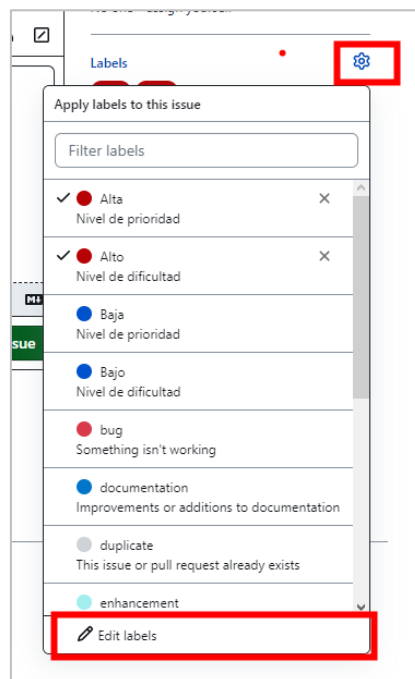 Labels
Apply labels to this issue
Filter labels
Alta
Nivel de prioridad
Alto
Nivel de dificultad
Baja
Nivel de prioridad
Bajo
Nivel de dificultad
bug
Something isn't working
documentation
Improvements or additions to documentation
duplicate
This issue or pull request already exists
enhancement
sue
Edit labels